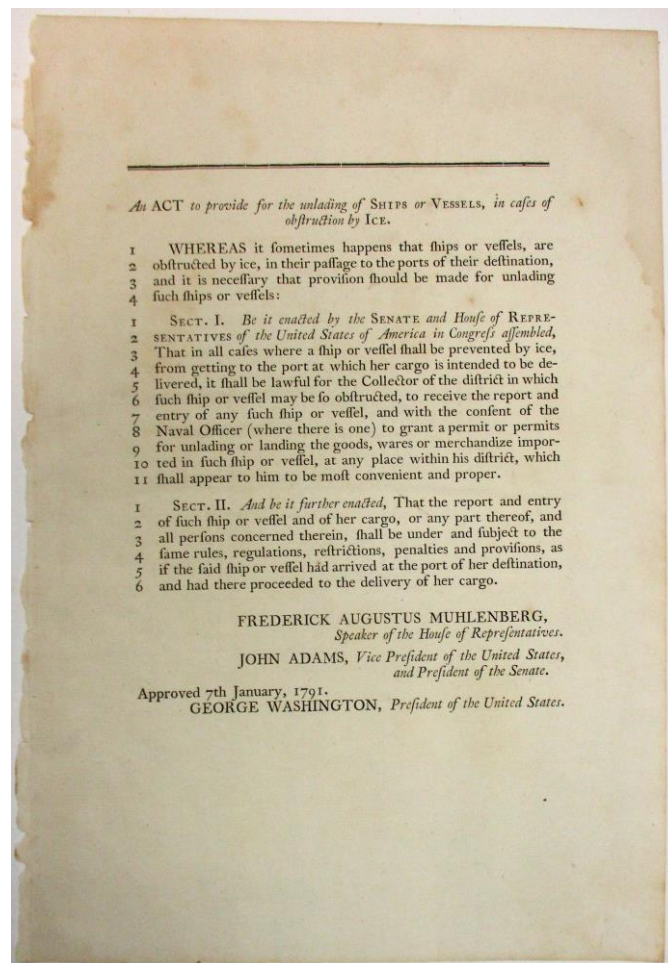 An ACT to provide for the unlading of SHIPS or VESSELS, in caſes of
obſtruction by ICE.
1 WHEREAS it ſometimes happens that ſhips or veſſels, are
2 obſtructed by ice, in their paſſage to the ports of their deſtination,
3 and it is neceſſary that proviſion ſhould be made for unlading
4 ſuch ſhips or veſſels:
1 SECT. I. Be it enacted by the SENATE and Houſe of REPRE-
2 SENTATIVES of the United States of America in Congreſs aſſembled,
3 That in all caſes where a ſhip or veſſel ſhall be prevented by ice,
4 from getting to the port at which her cargo is intended to be de-
5 livered, it ſhall be lawful for the Collector of the diſtrict in which
6 ſuch ſhip or veſſel may be ſo obſtructed, to receive the report and
7 entry of any ſuch ſhip or veſſel, and with the conſent of the
8 Naval Officer (where there is one) to grant a permit or permits
9 for unlading or landing the goods, wares or merchandize impor-
10 ted in ſuch ſhip or veſſel, at any place within his diſtrict, which
11 ſhall appear to him to be moſt convenient and proper.
1 SECT. II. And be it further enacted, That the report and entry
2 of ſuch ſhip or veſſel and of her cargo, or any part thereof, and
3 all perſons concerned therein, ſhall be under and ſubject to the
4 ſame rules, regulations, reſtrictions, penalties and proviſions, as
5 if the ſaid ſhip or veſſel had arrived at the port of her deſtination,
6 and had there proceeded to the delivery of her cargo.
FREDERICK AUGUSTUS MUHLENBERG,
Speaker of the Houſe of Repreſentatives.
JOHN ADAMS, Vice Preſident of the United States,
and Preſident of the Senate.
Approved 7th January, 1791.
GEORGE WASHINGTON, Preſident of the United States.